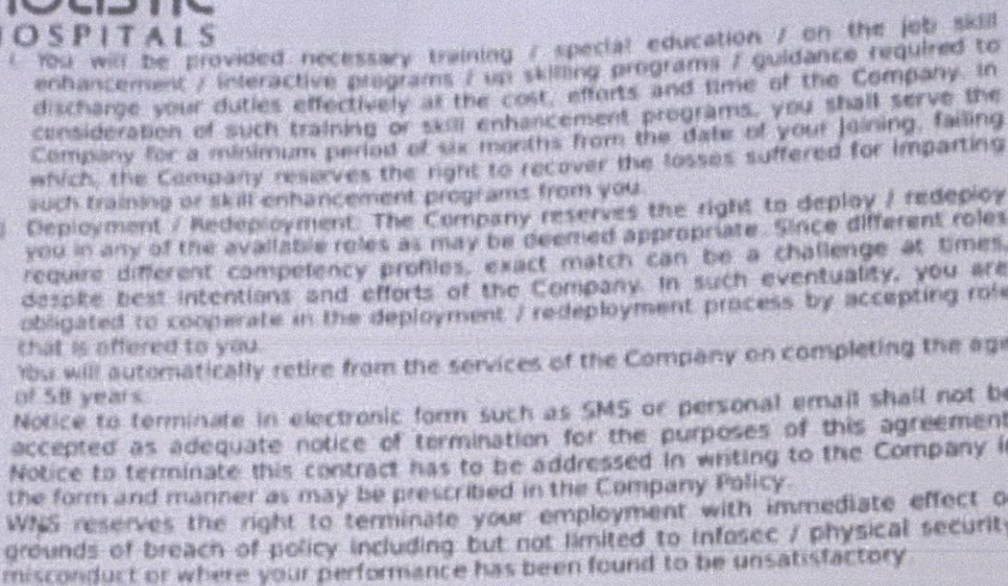 HOSPITALS
You will be provided necessary training / special education / on the job skill
enhancement / interactive programs / up skilling programs / guidance required to
discharge your duties effectively at the cost, efforts and time of the Company. In
consideration of such training or skill enhancement programs, you shall serve the
Company for a minimum period of six months from the date of your joining, failing
which, the Company reserves the right to recover the losses suffered for imparting
such training or skill enhancement programs from you.
Deployment / Redeployment: The Company reserves the right to deploy / redeploy
you in any of the available roles as may be deemed appropriate. Since different roles
require different competency profiles, exact match can be a challenge at times
despite best intentions and efforts of the Company. In such eventuality, you are
obligated to cooperate in the deployment / redeployment process by accepting role
that is offered to you.
You will automatically retire from the services of the Company on completing the age
of 58 years.
Notice to terminate in electronic form such as SMS or personal email shall not be
accepted as adequate notice of termination for the purposes of this agreemen
Notice to terminate this contract has to be addressed in writing to the Company i
the form and manner as may be prescribed in the Company Policy.
WNS reserves the right to terminate your employment with immediate effect o
grounds of breach of policy including but not limited to Infosec / physical securit
misconduct or where your performance has been found to be unsatisfactory